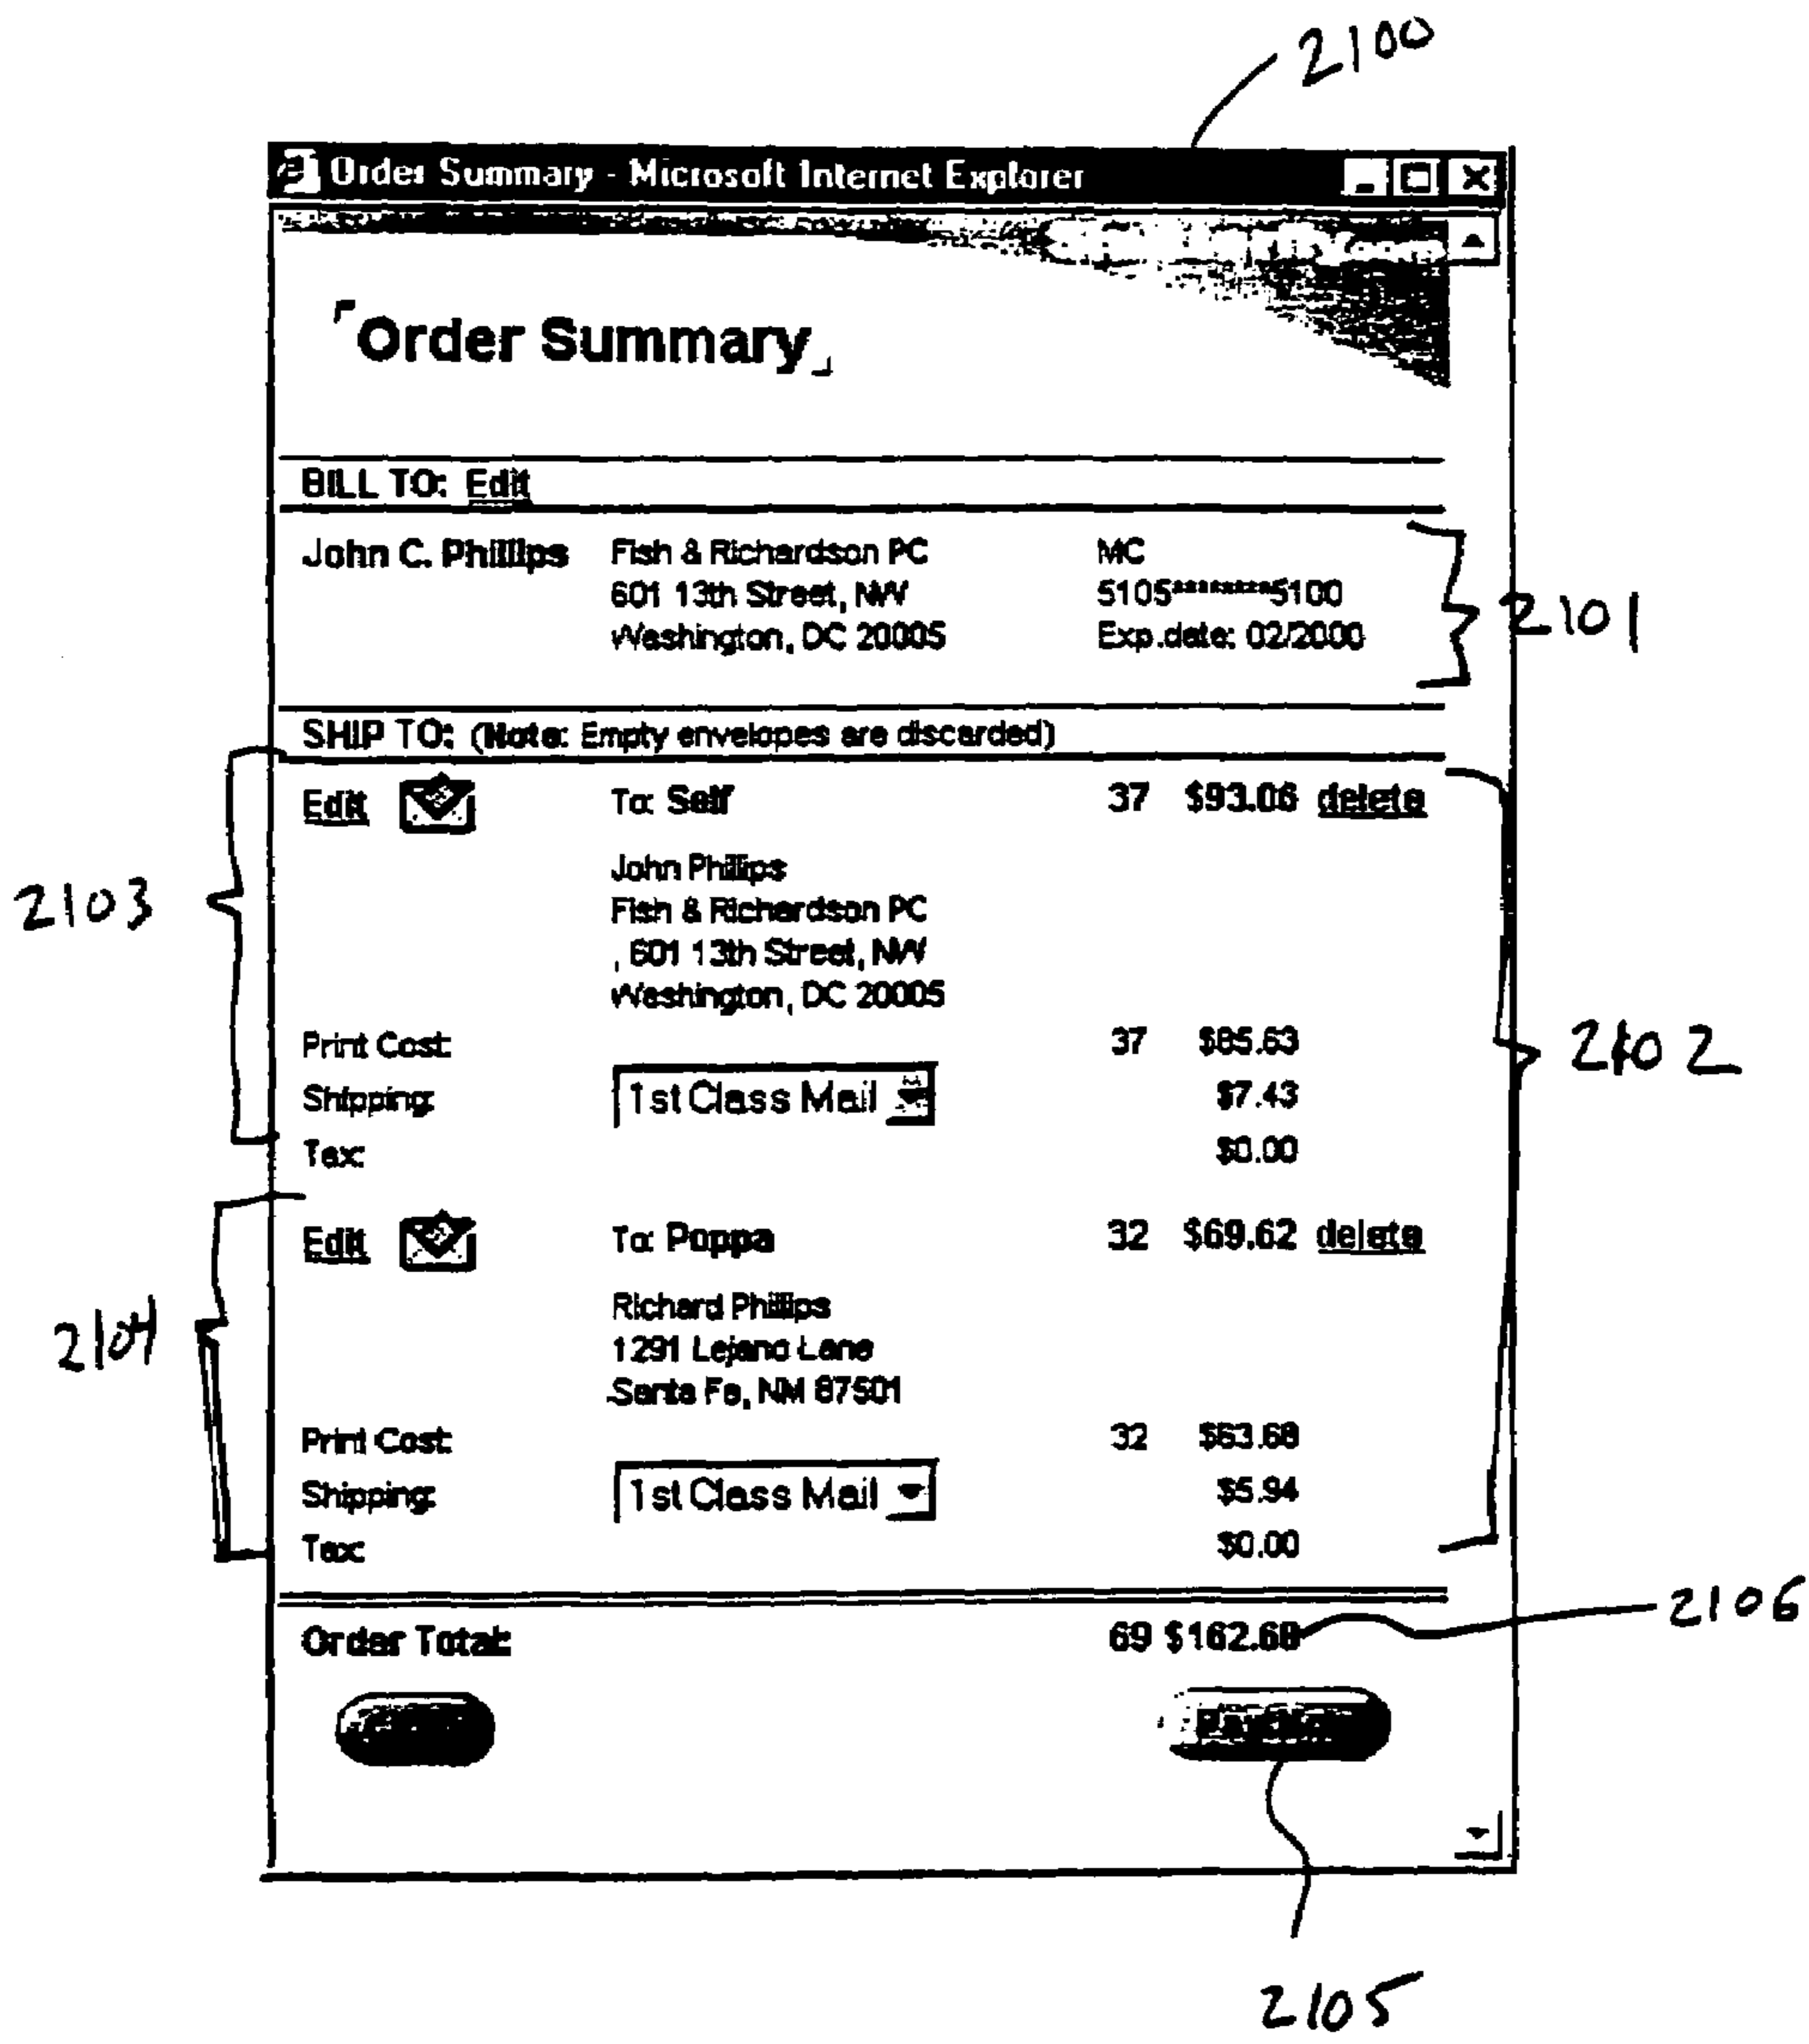 2100
Order Summary - Microsoft Internet Explorer
Order Summary
BILL TO: Edit
John C. Phillips Fish & Richardson PC MC
601 13th Street, NW 5105********5100
Washington, DC 20005 Exp.date: 02/2000
2101
SHIP TO: (Note: Empty envelopes are discarded)
Edit To: Self 37 $93.06 delete
John Phillips
2103
Fish & Richardson PC
, 601 13th Street, NW
Washington, DC 20005
Print Cost: 37 $85.63
2102
Shipping: 1st Class Mail $7.43
Tax: $0.00
Edit To: Poppa 32 $69.62 delete
Richard Phillips
2104
1291 Lejano Lane
Santa Fe, NM 87501
Print Cost: 32 $63.68
Shipping: 1st Class Mail $5.94
Tax: $0.00
2106
Order Total: 69 $162.68
2105